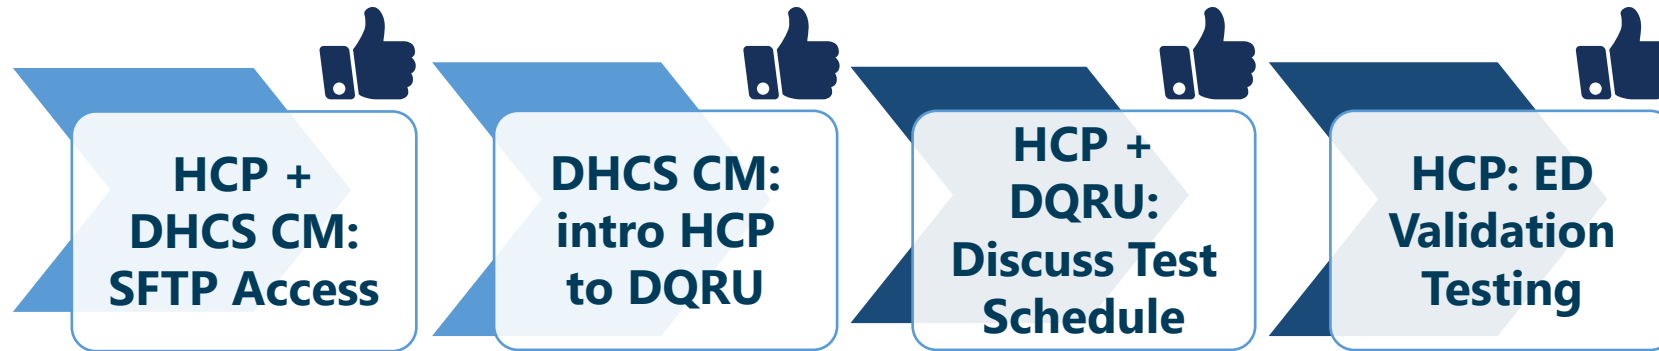 HCP +
DHCS CM:
SFTP Access
DHCS CM:
intro HCP
to DQRU
HCP +
DQRU:
Discuss Test
Schedule
HCP: ED
Validation
Testing